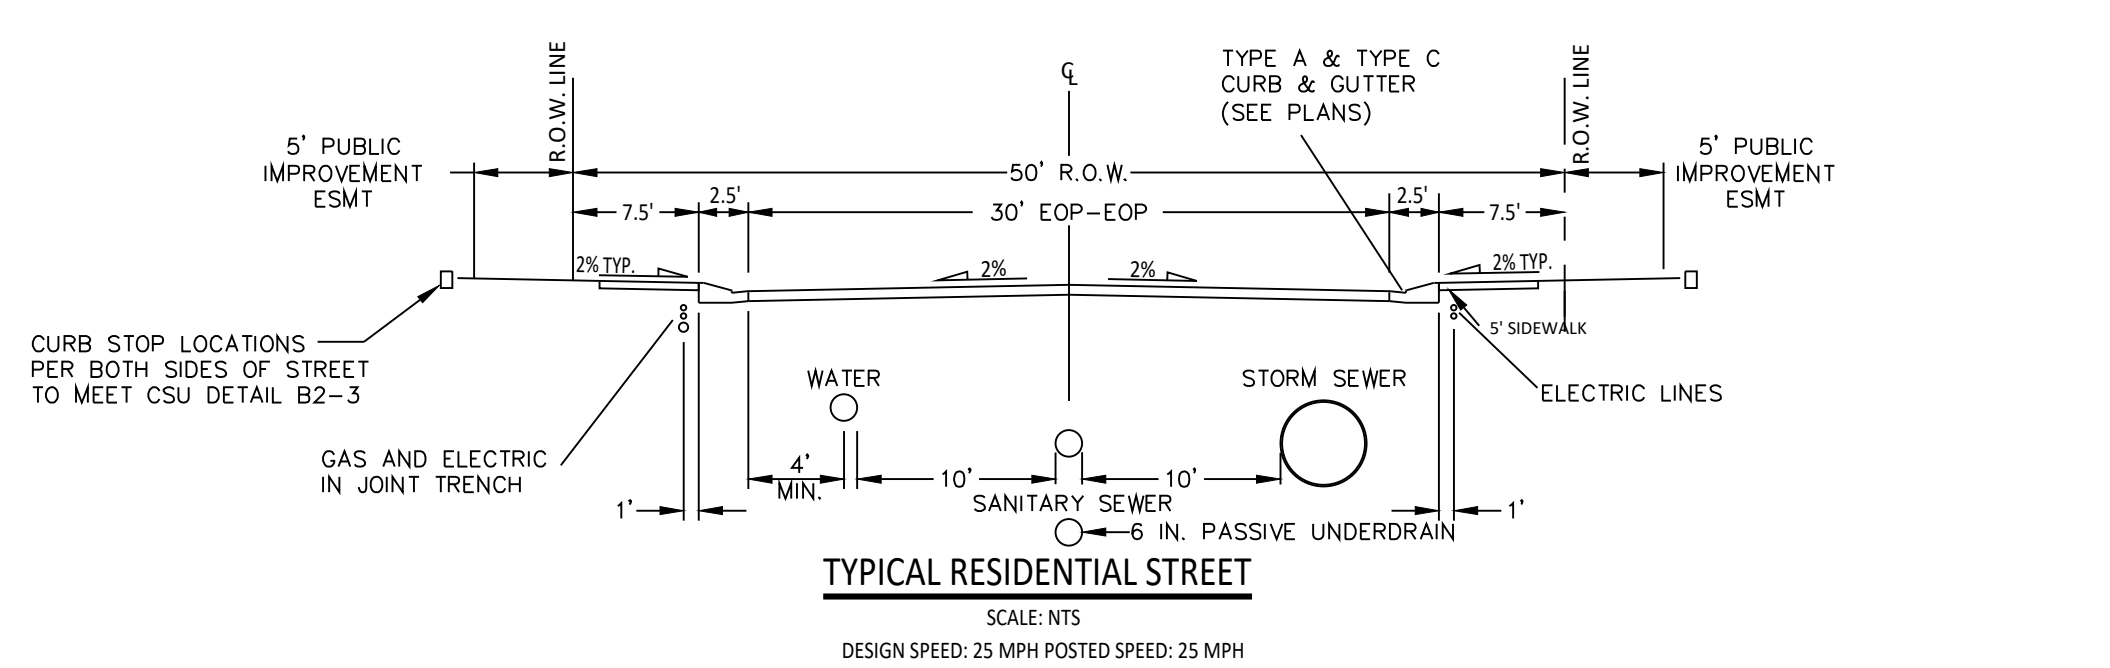 R.O.W. LINE
℄
TYPE A & TYPE C
CURB & GUTTER
(SEE PLANS)
R.O.W. LINE
5' PUBLIC
IMPROVEMENT
ESMT
50' R.O.W.
5' PUBLIC
IMPROVEMENT
ESMT
7.5'
2.5'
30' EOP-EOP
2.5'
7.5'
2% TYP.
2%
2%
2% TYP.
5' SIDEWALK
CURB STOP LOCATIONS
PER BOTH SIDES OF STREET
TO MEET CSU DETAIL B2-3
WATER
STORM SEWER
ELECTRIC LINES
GAS AND ELECTRIC
IN JOINT TRENCH
4'
MIN.
10'
10'
SANITARY SEWER
1'
1'
6 IN. PASSIVE UNDERDRAIN
TYPICAL RESIDENTIAL STREET
SCALE: NTS
DESIGN SPEED: 25 MPH POSTED SPEED: 25 MPH